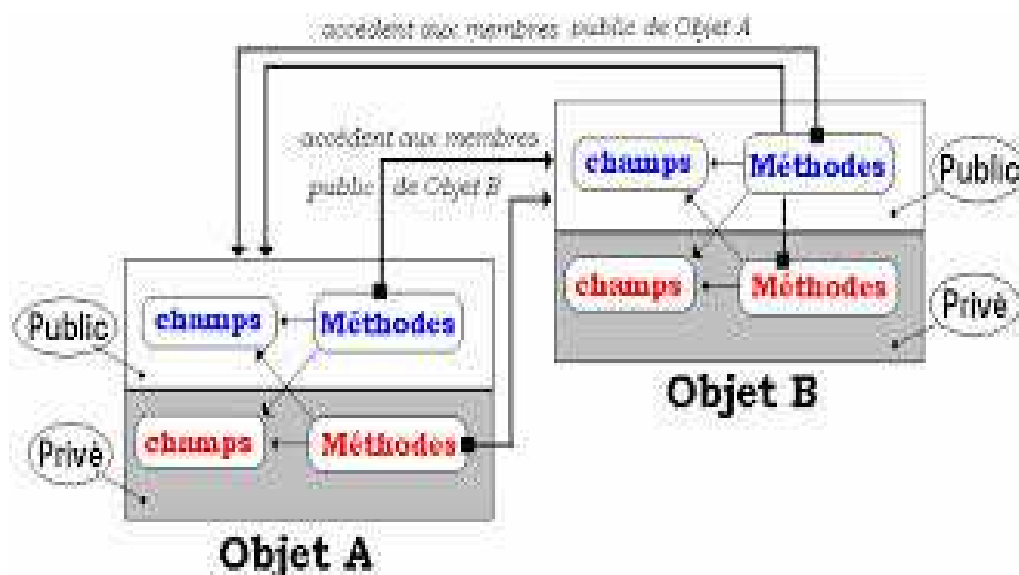 accèdent aux membres public de Objet A
accèdent aux membres
public de Objet B
champs
Méthodes
Public
champs
Méthodes
Privé
Objet B
Public
champs
Méthodes
Privé
champs
Méthodes
Objet A